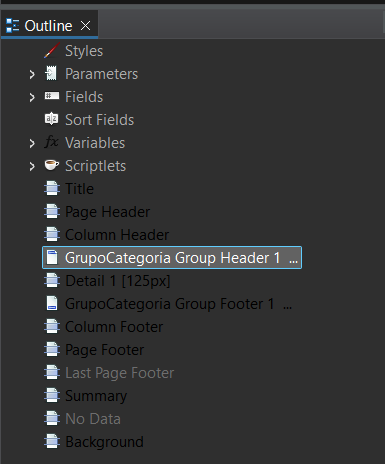 Outline
Styles
Parameters
Fields
Sort Fields
fx Variables
Scriptlets
Title
Page Header
Column Header
GrupoCategoria Group Header 1 ...
Detail 1 [125px]
GrupoCategoria Group Footer 1 ...
Column Footer
Page Footer
Last Page Footer
Summary
No Data
Background